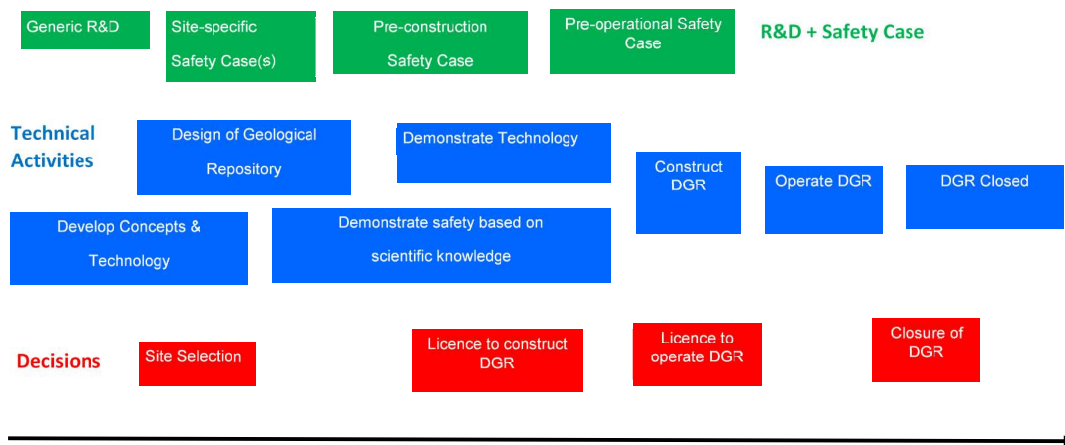 Generic R&D
Site-specific
Safety Case(s)
Pre-construction
Safety Case
Pre-operational Safety
Case
R&D + Safety Case
Technical
Activities
Design of Geological
Repository
Demonstrate Technology
Construct
DGR
Operate DGR
DGR Closed
Develop Concepts &
Technology
Demonstrate safety based on
scientific knowledge
Decisions
Site Selection
Licence to construct
DGR
Licence to
operate DGR
Closure of
DGR